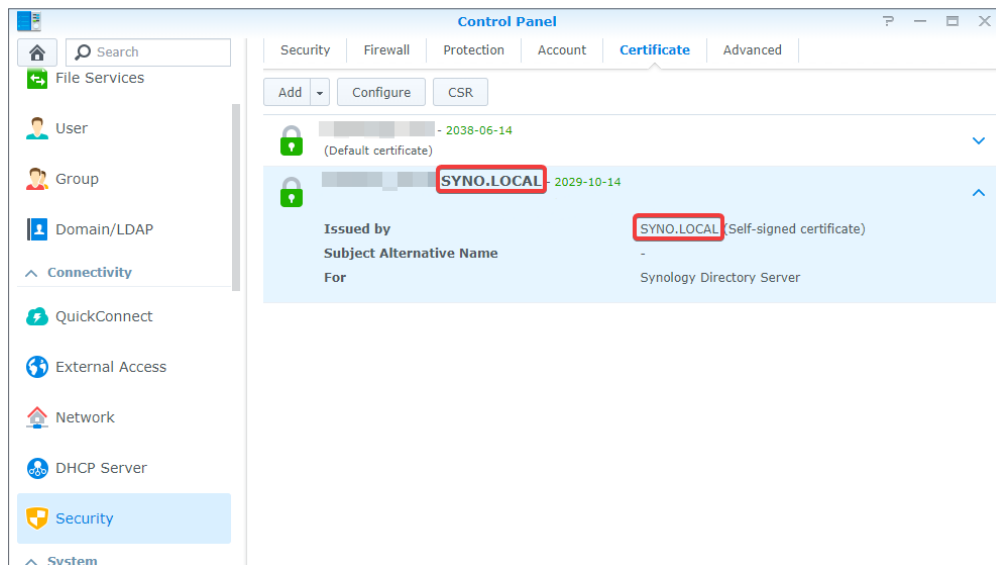 Control Panel
Search
File Services
User
Group
Domain/LDAP
Connectivity
QuickConnect
External Access
Network
DHCP Server
Security
System
Security Firewall Protection Account Certificate Advanced
Add Configure CSR
- 2038-06-14
(Default certificate)
SYNO.LOCAL - 2029-10-14
Issued by SYNO.LOCAL (Self-signed certificate)
Subject Alternative Name -
For Synology Directory Server